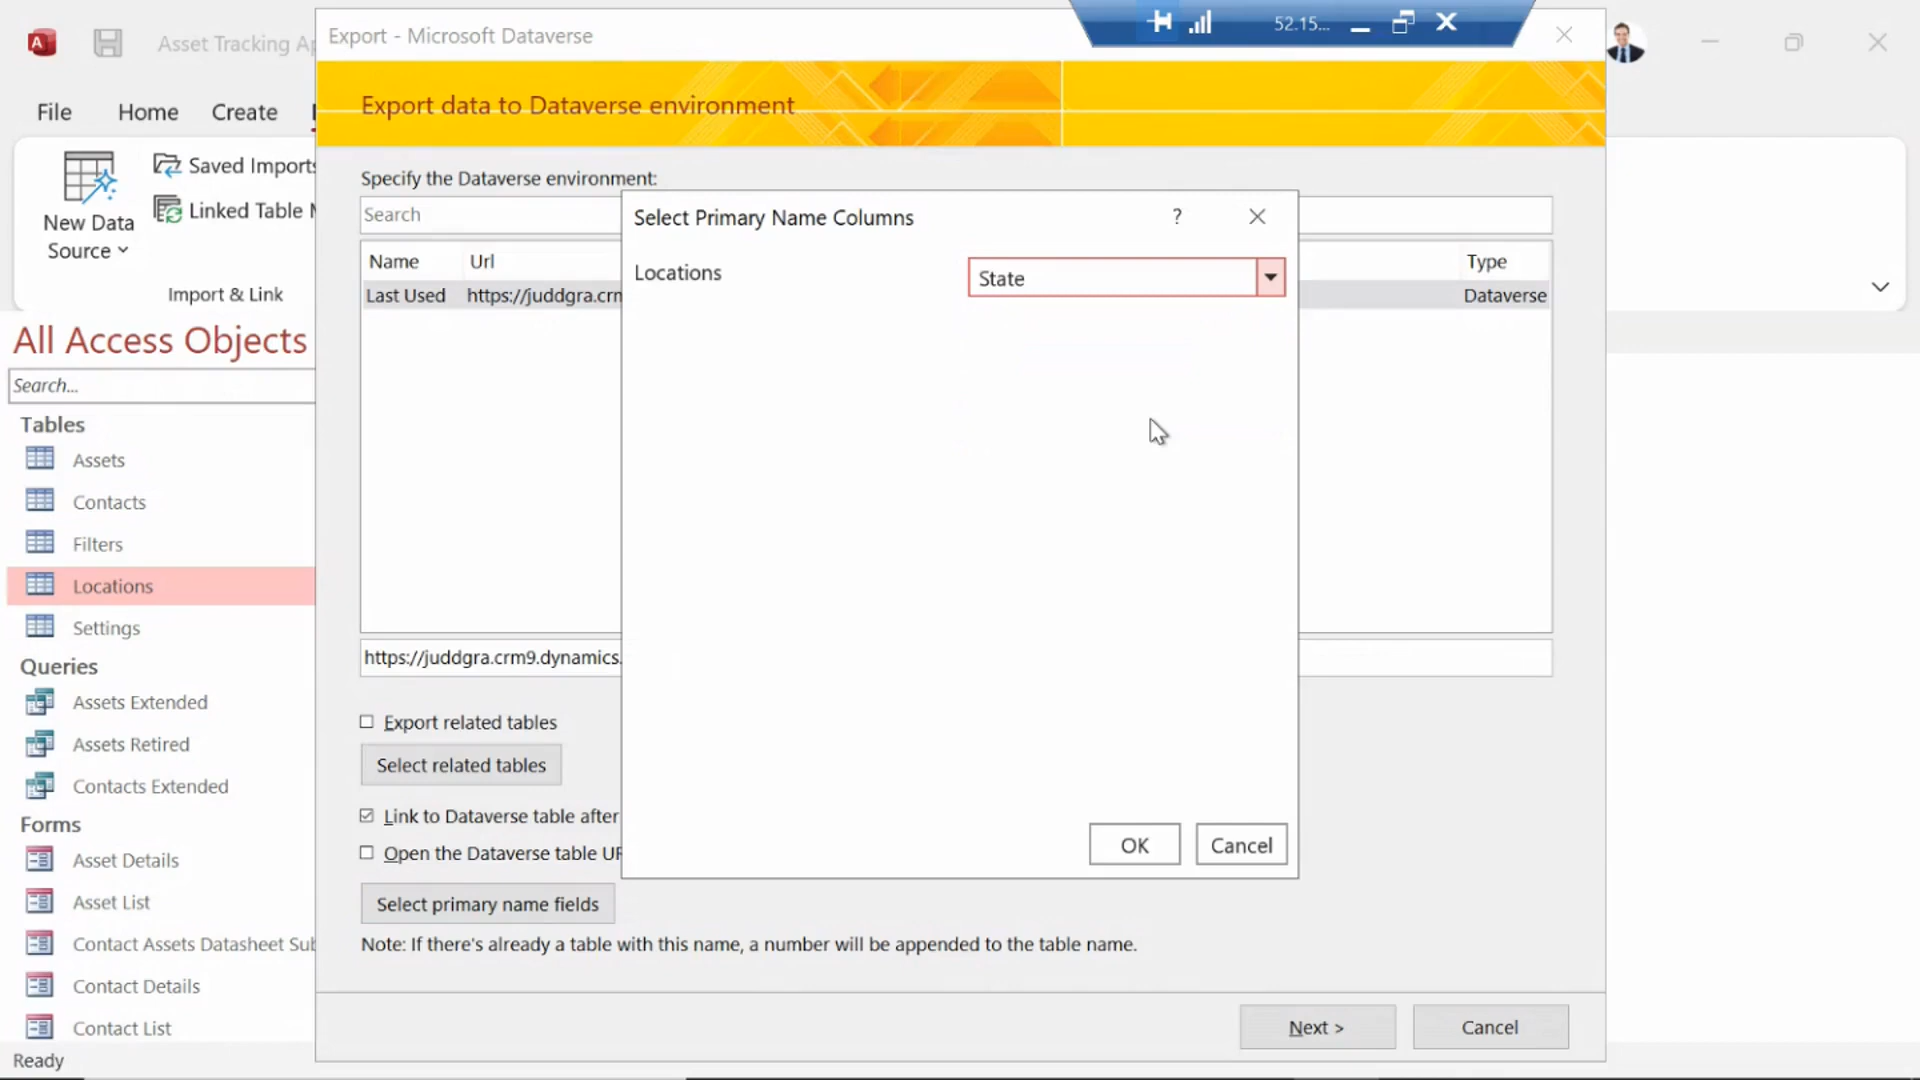 Asset Tracking Ap
Export - Microsoft Dataverse
52.15...
File
Home
Create
Export data to Dataverse environment
New Data
Source
Saved Imports
Linked Table
Import & Link
Specify the Dataverse environment:
Search
Name
Url
Type
Last Used
https://juddgra.crm
Dataverse
Select Primary Name Columns
?
Locations
State
All Access Objects
Search...
Tables
Assets
Contacts
Filters
Locations
Settings
Queries
Assets Extended
Assets Retired
Contacts Extended
Forms
Asset Details
Asset List
Contact Assets Datasheet Sub
Contact Details
Contact List
https://juddgra.crm9.dynamics.
Export related tables
Select related tables
Link to Dataverse table after
Open the Dataverse table UR
Select primary name fields
OK
Cancel
Note: If there's already a table with this name, a number will be appended to the table name.
Next >
Cancel
Ready